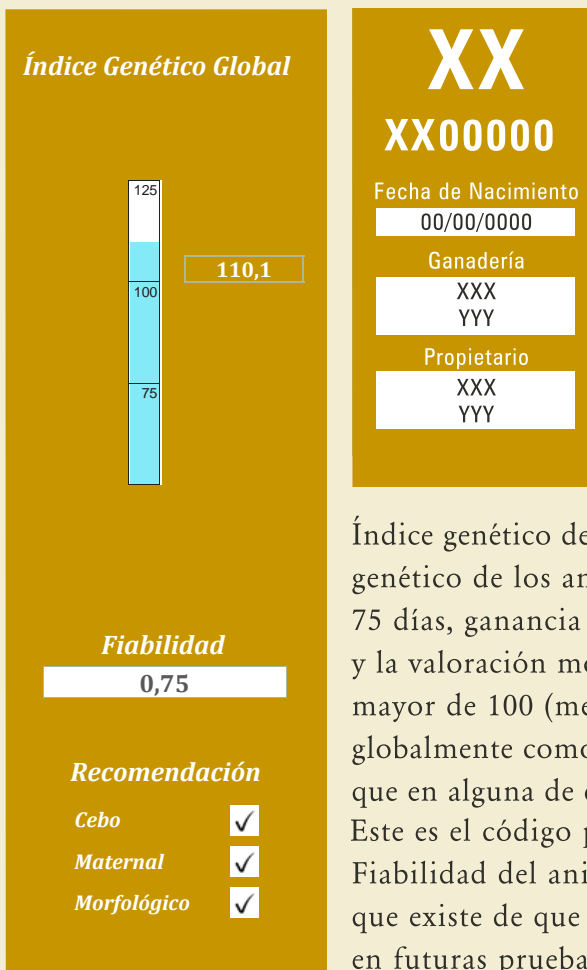 Índice Genético Global
125
110,1
100
75
Fiabilidad
0,75
Recomendación
Cebo
Maternal
Morfológico
XX
XX00000
Fecha de Nacimiento
00/00/0000
Ganadería
XXX
YYY
Propietario
XXX
YYY
Índice genético de
genético de los an
75 días, ganancia
y la valoración mo
mayor de 100 (me
globalmente como
que en alguna de
Este es el código p
Fiabilidad del ani
que existe de que
en futuras prueba